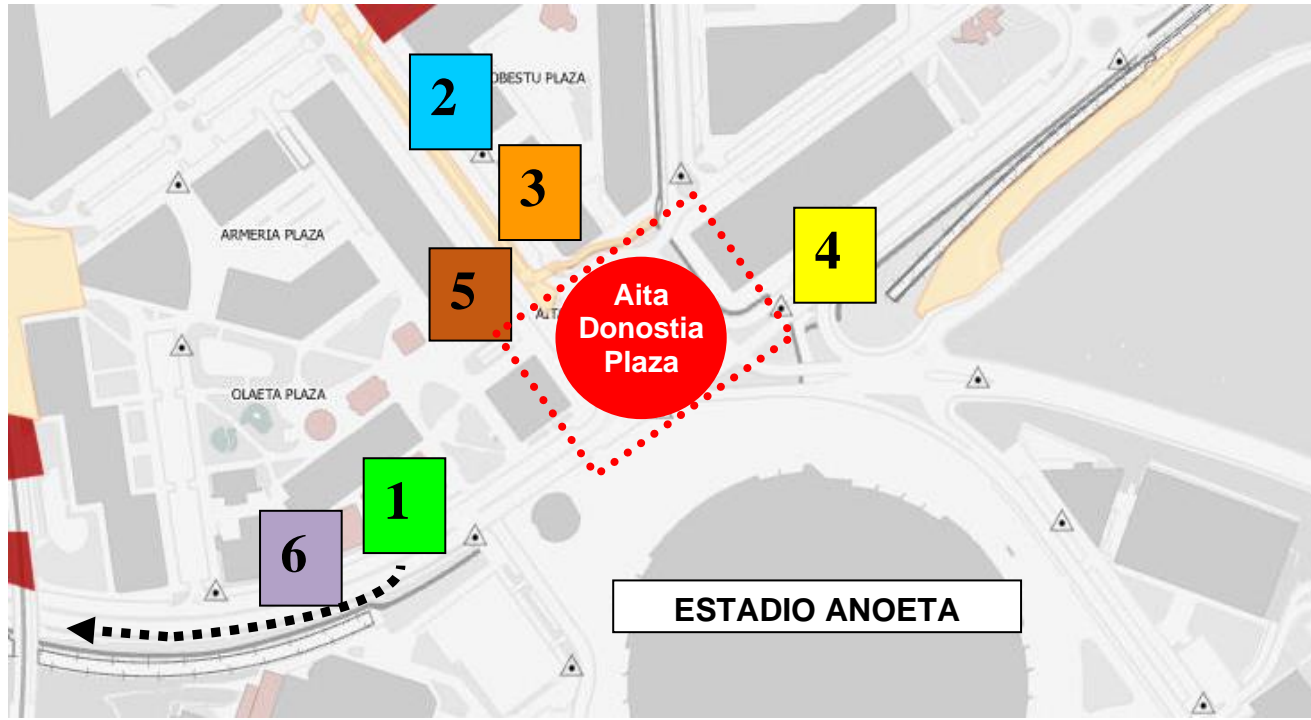 2
OBESTU PLAZA
3
ARMERIA PLAZA
4
5
Aita
Donostia
Plaza
OLAETA PLAZA
1
6
ESTADIO ANOETA